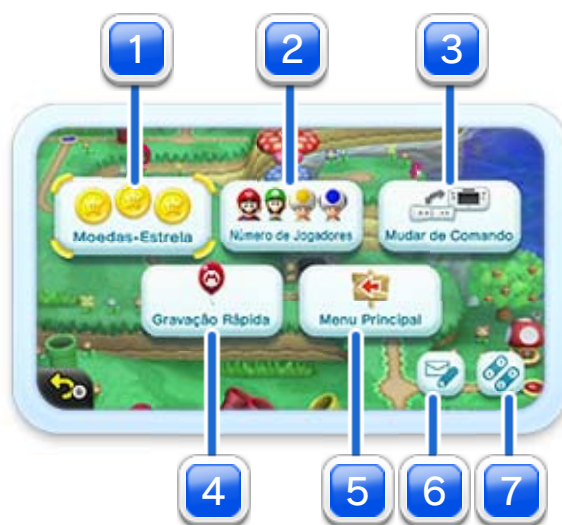 1
2
3
Moedas-Estrela
Número de Jogadores
Mudar de Comando
Gravação Rápida
Menu Principal
4
5
6
7